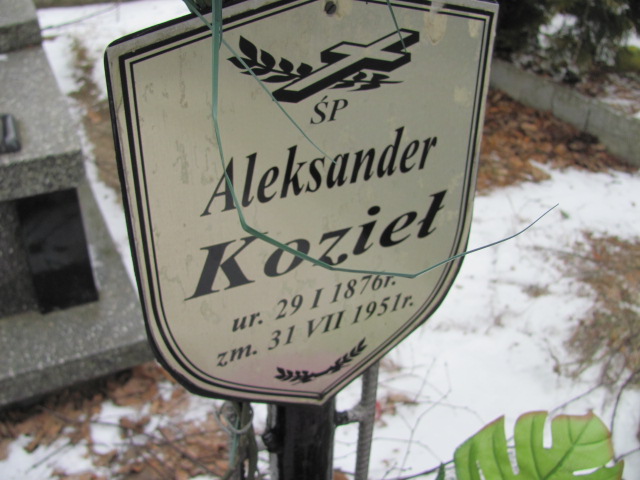 ŚP
Aleksander
Kozieł
ur. 29 I 1876r.
zm. 31 VII 1951r.